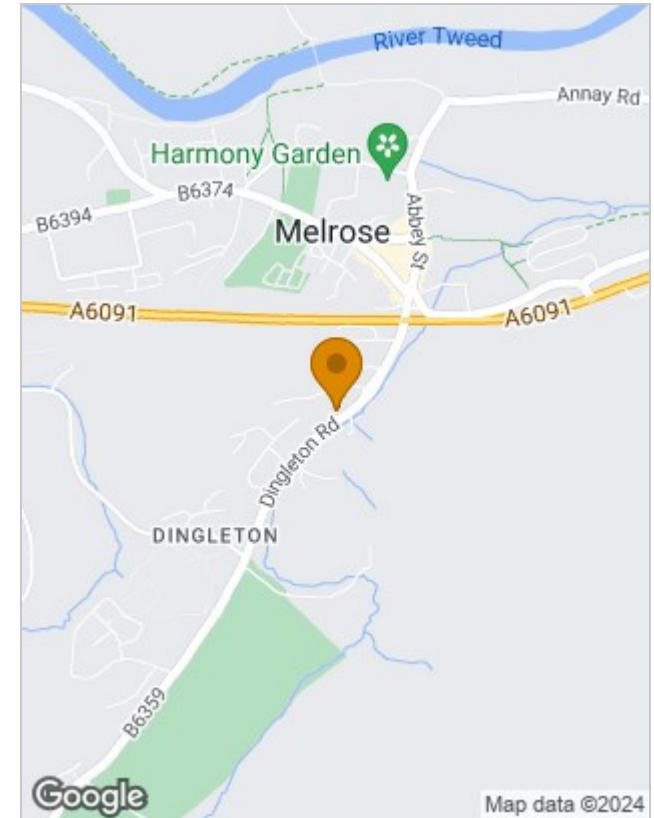 River Tweed
Annay Rd
Harmony Garden
B6374
B6394
Melrose
Abbey St
A6091
A6091
Dingleton Rd
DINGLETON
B6359
Google
Map data ©2024